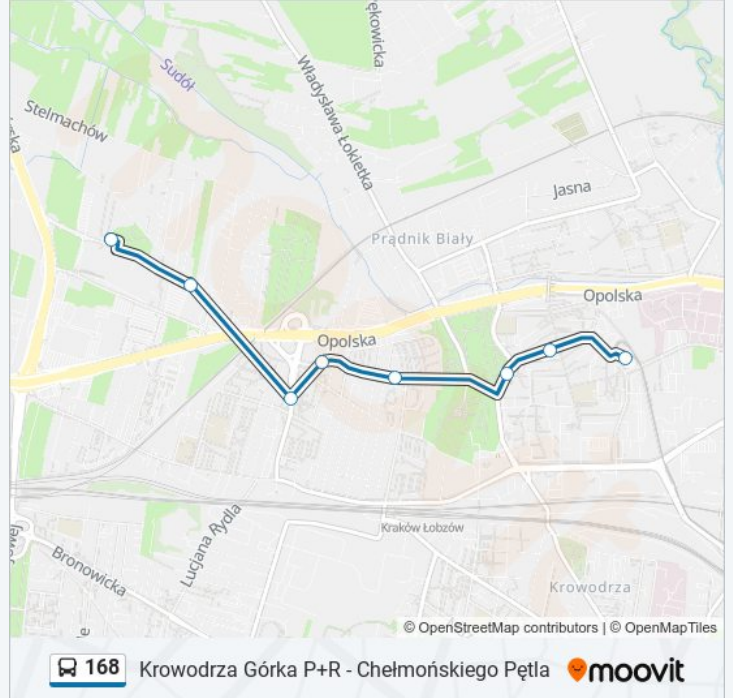 ękowicka
Sudół
Władysława Łokietka
Stelmachów
Jasna
Prądnik Biały
Opolska
Opolska
Lucjana Rydla
Kraków Łobzów
Bronowicka
Krowodrza
© OpenStreetMap contributors | © OpenMapTiles
168 Krowodrza Górka P+R - Chełmońskiego Pętla moovit